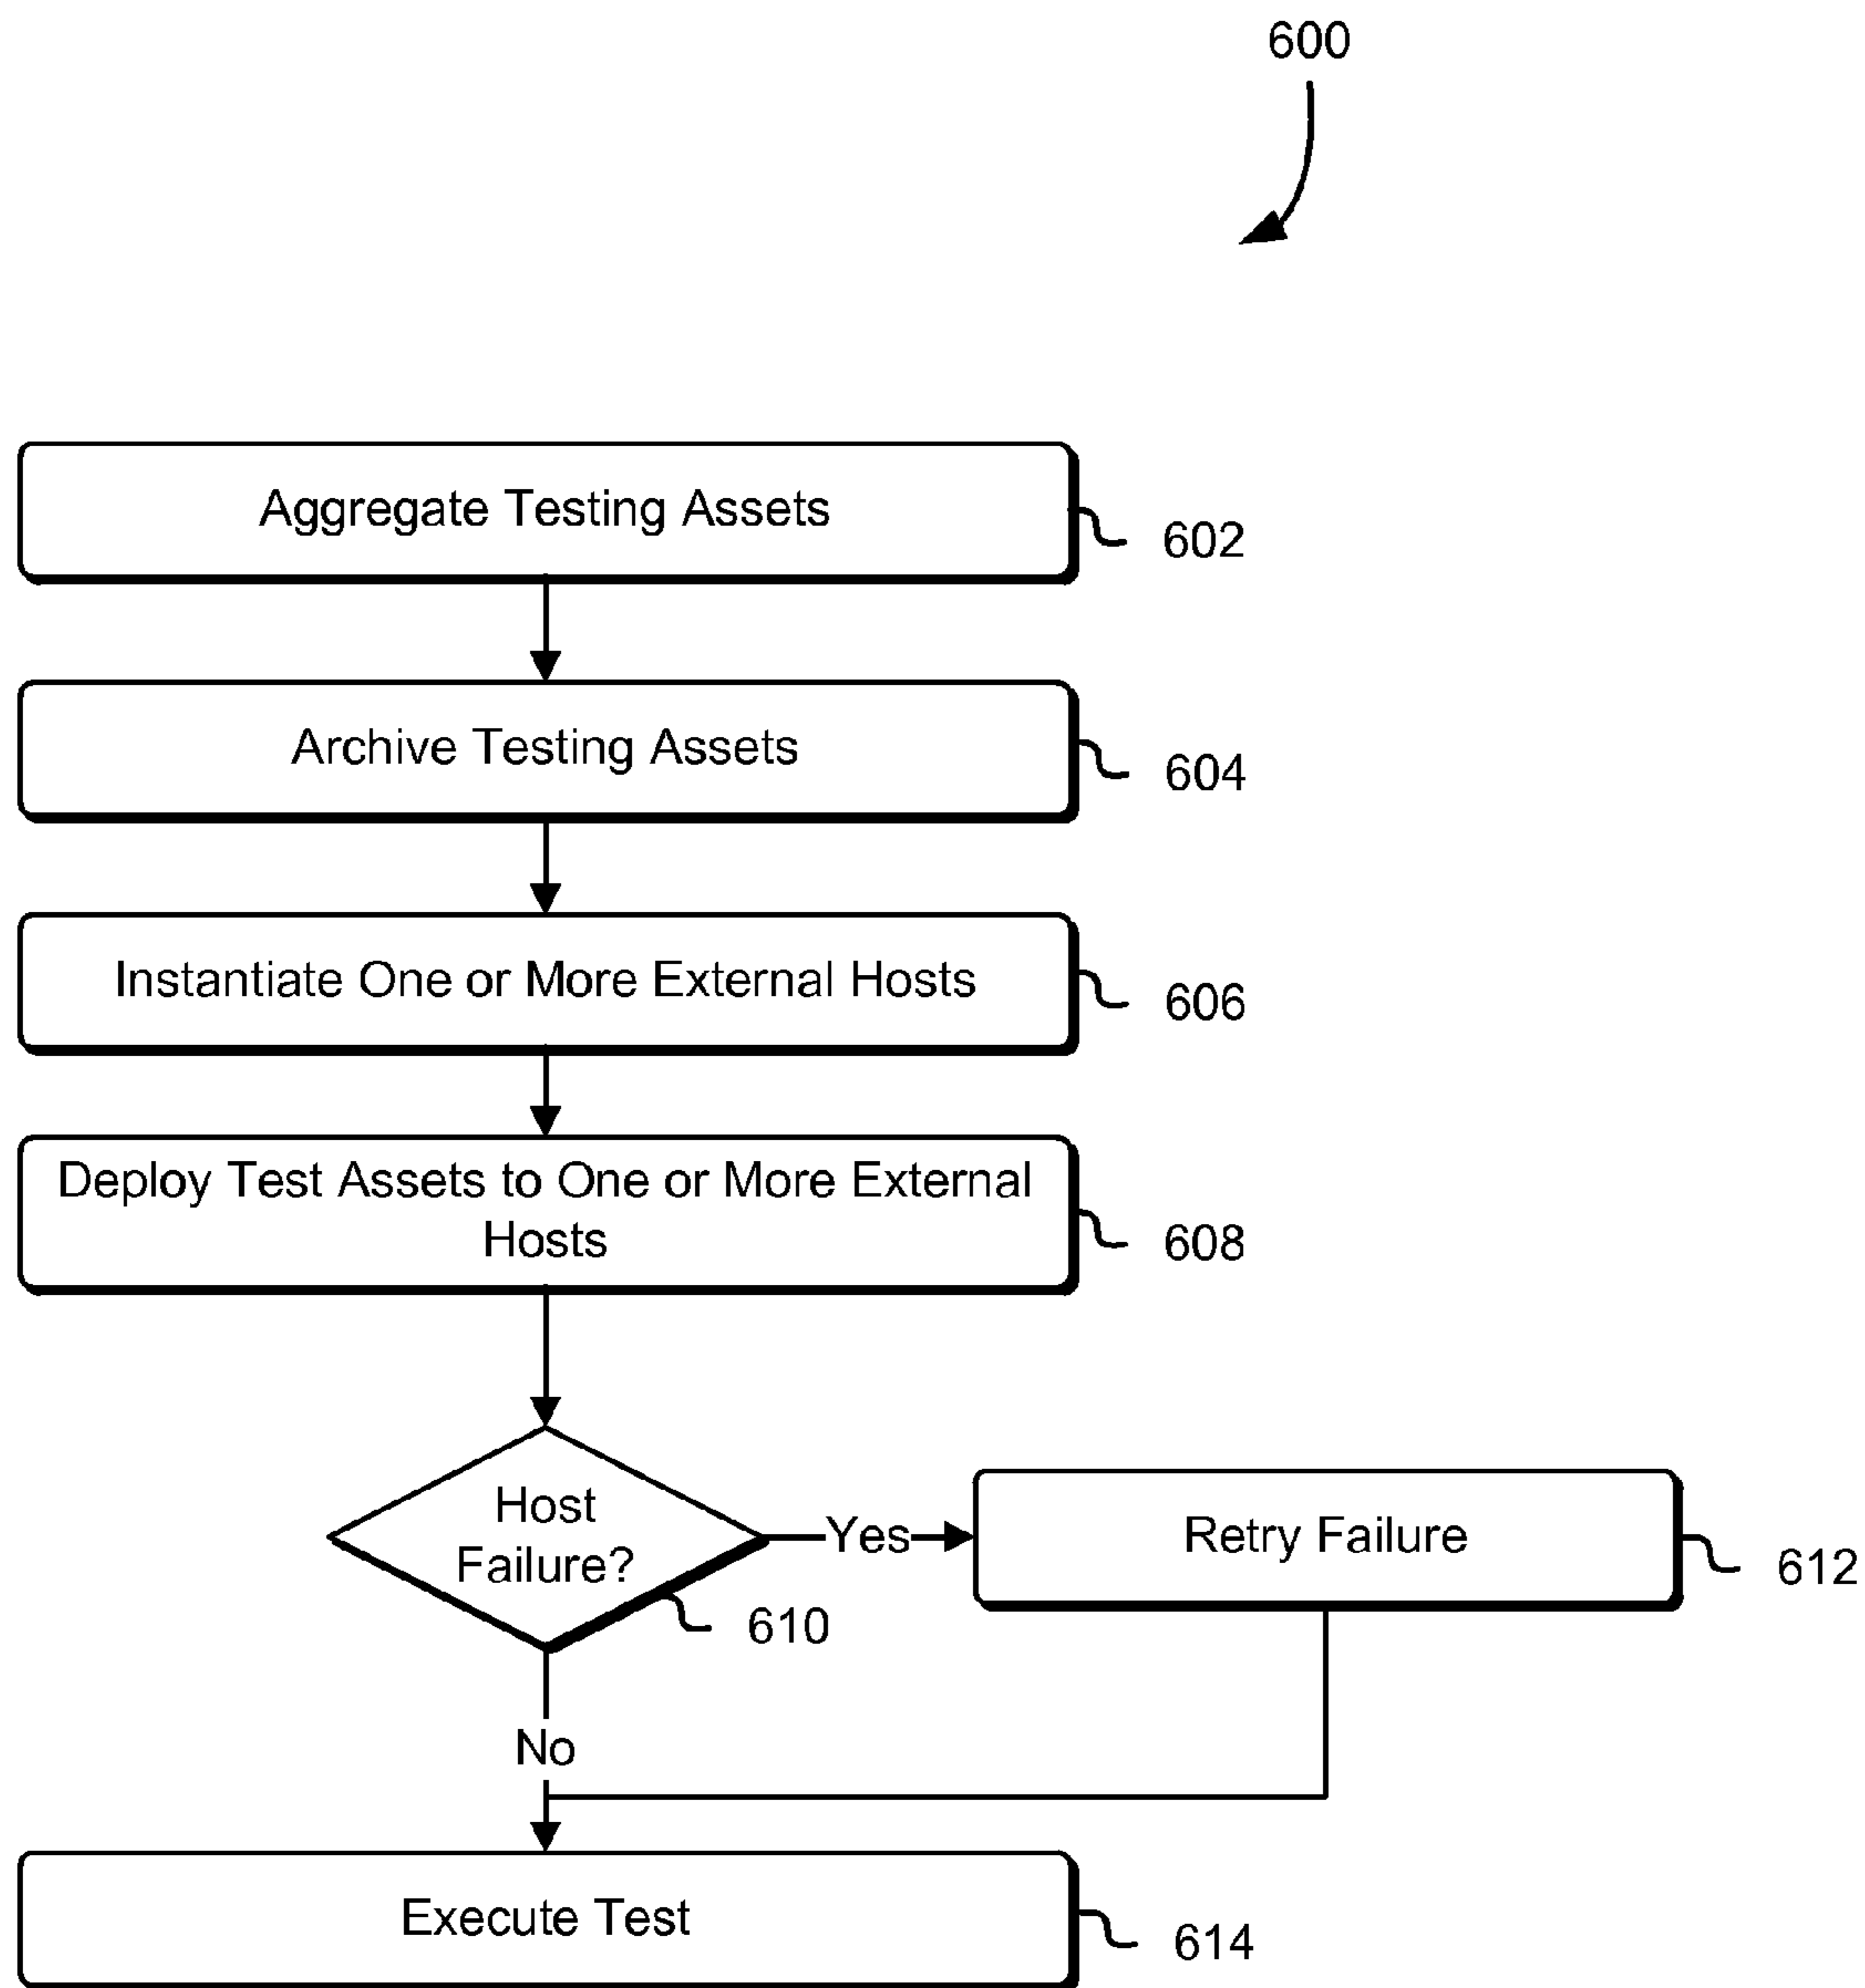 600
Aggregate Testing Assets
602
Archive Testing Assets
604
Instantiate One or More External Hosts
606
Deploy Test Assets to One or More External
Hosts
608
Host
Failure?
610
Yes
Retry Failure
612
No
Execute Test
614